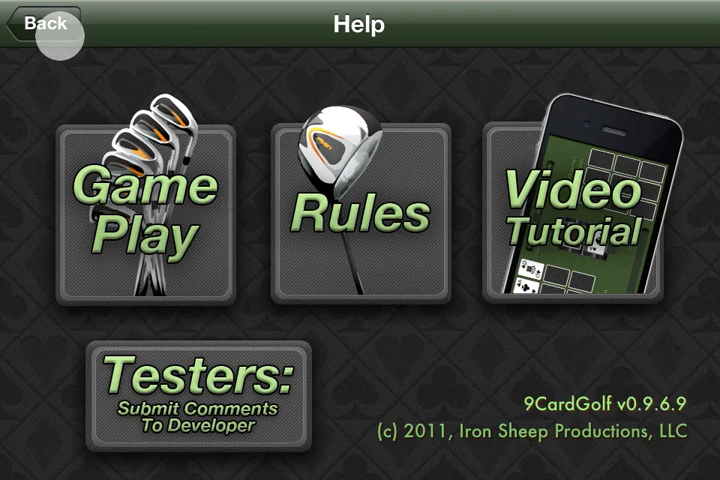 Back
Help
Game
Play
Rules
Video
Tutorial
Testers:
Submit Comments
To Developer
9CardGolf v0.9.6.9
(c) 2011, Iron Sheep Productions, LLC